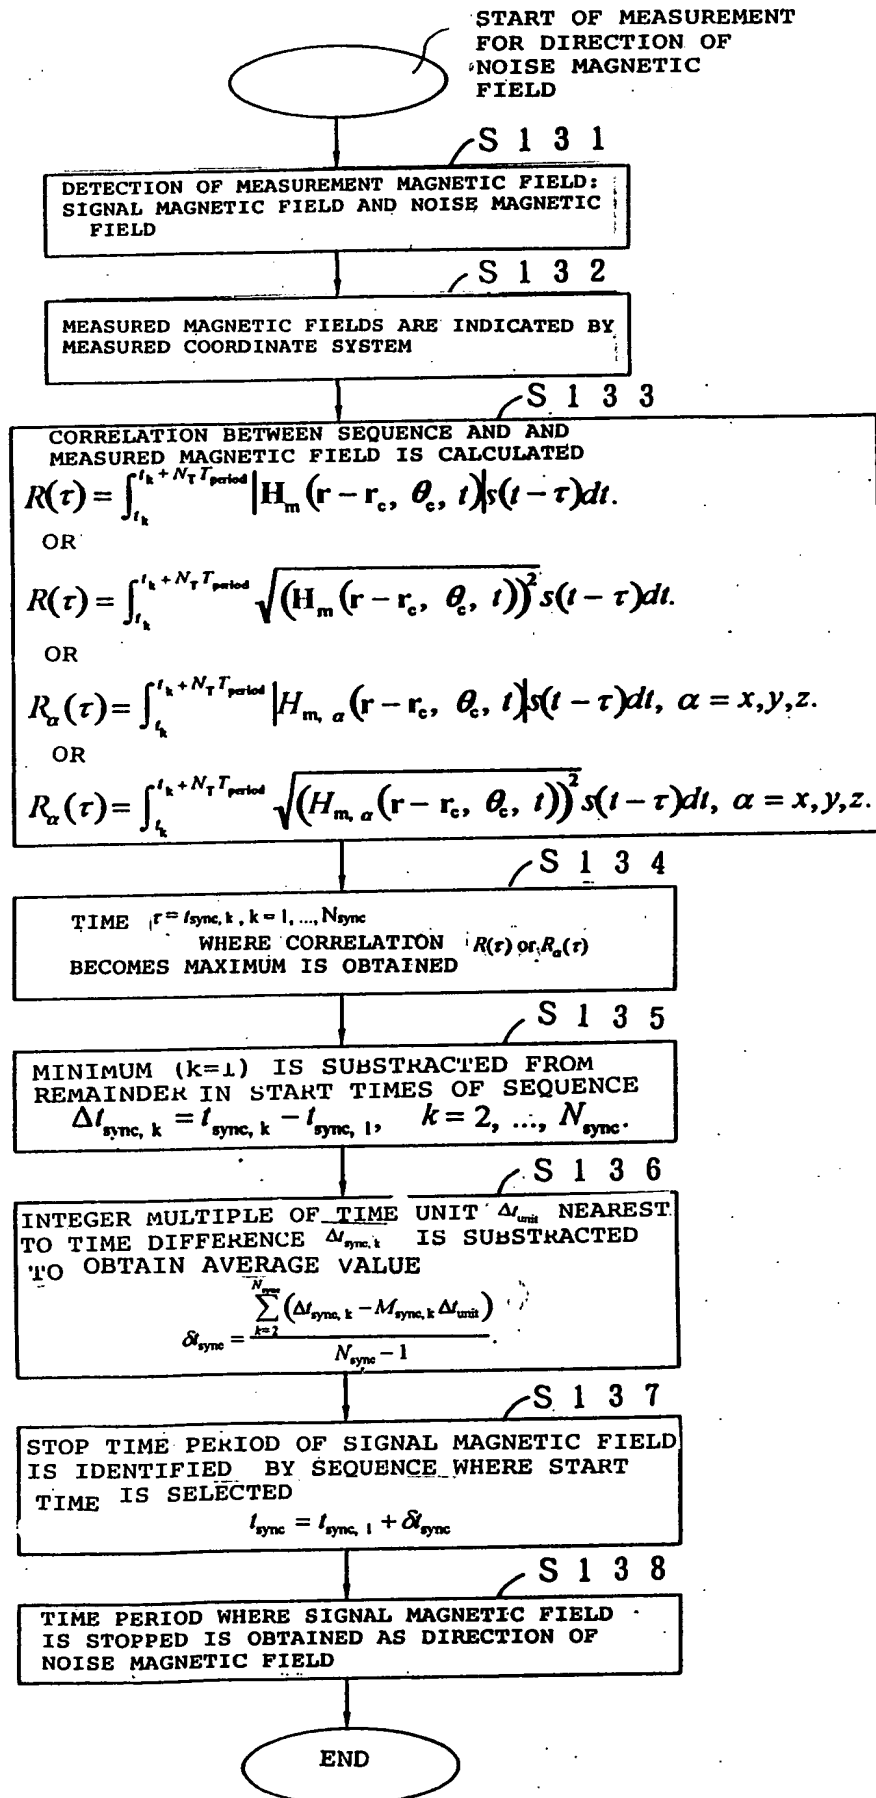 START OF MEASUREMENT
FOR DIRECTION OF
NOISE MAGNETIC
FIELD
S 1 3 1
DETECTION OF MEASUREMENT MAGNETIC FIELD:
SIGNAL MAGNETIC FIELD AND NOISE MAGNETIC
FIELD
S 1 3 2
MEASURED MAGNETIC FIELDS ARE INDICATED BY
MEASURED COORDINATE SYSTEM
S 1 3 3
CORRELATION BETWEEN SEQUENCE AND AND
MEASURED MAGNETIC FIELD IS CALCULATED
R(τ) = ∫_{t_k}^{t_k + N_T T_period} |H_m (r − r_c, θ_c, t)| s(t − τ)dt.
OR
R(τ) = ∫_{t_k}^{t_k + N_T T_period} √(H_m (r − r_c, θ_c, t))² s(t − τ)dt.
OR
R_α(τ) = ∫_{t_k}^{t_k + N_T T_period} |H_{m, α} (r − r_c, θ_c, t)| s(t − τ)dt, α = x,y,z.
OR
R_α(τ) = ∫_{t_k}^{t_k + N_T T_period} √(H_{m, α} (r − r_c, θ_c, t))² s(t − τ)dt, α = x,y,z.
S 1 3 4
TIME τ = t_{sync, k}, k = 1, ..., N_sync
WHERE CORRELATION R(τ) or R_α(τ)
BECOMES MAXIMUM IS OBTAINED
S 1 3 5
MINIMUM (k=1) IS SUBSTRACTED FROM
REMAINDER IN START TIMES OF SEQUENCE
Δt_{sync, k} = t_{sync, k} − t_{sync, 1}, k = 2, ..., N_sync.
S 1 3 6
INTEGER MULTIPLE OF TIME UNIT Δt_unit NEAREST
TO TIME DIFFERENCE Δt_{sync, k} IS SUBSTRACTED
TO OBTAIN AVERAGE VALUE
δt_sync = Σ_{k=2}^{N_sync} (Δt_{sync, k} − M_{sync, k} Δt_unit) / (N_sync − 1).
S 1 3 7
STOP TIME PERIOD OF SIGNAL MAGNETIC FIELD
IS IDENTIFIED BY SEQUENCE WHERE START
TIME IS SELECTED
t_sync = t_{sync, 1} + δt_sync
S 1 3 8
TIME PERIOD WHERE SIGNAL MAGNETIC FIELD
IS STOPPED IS OBTAINED AS DIRECTION OF
NOISE MAGNETIC FIELD
END